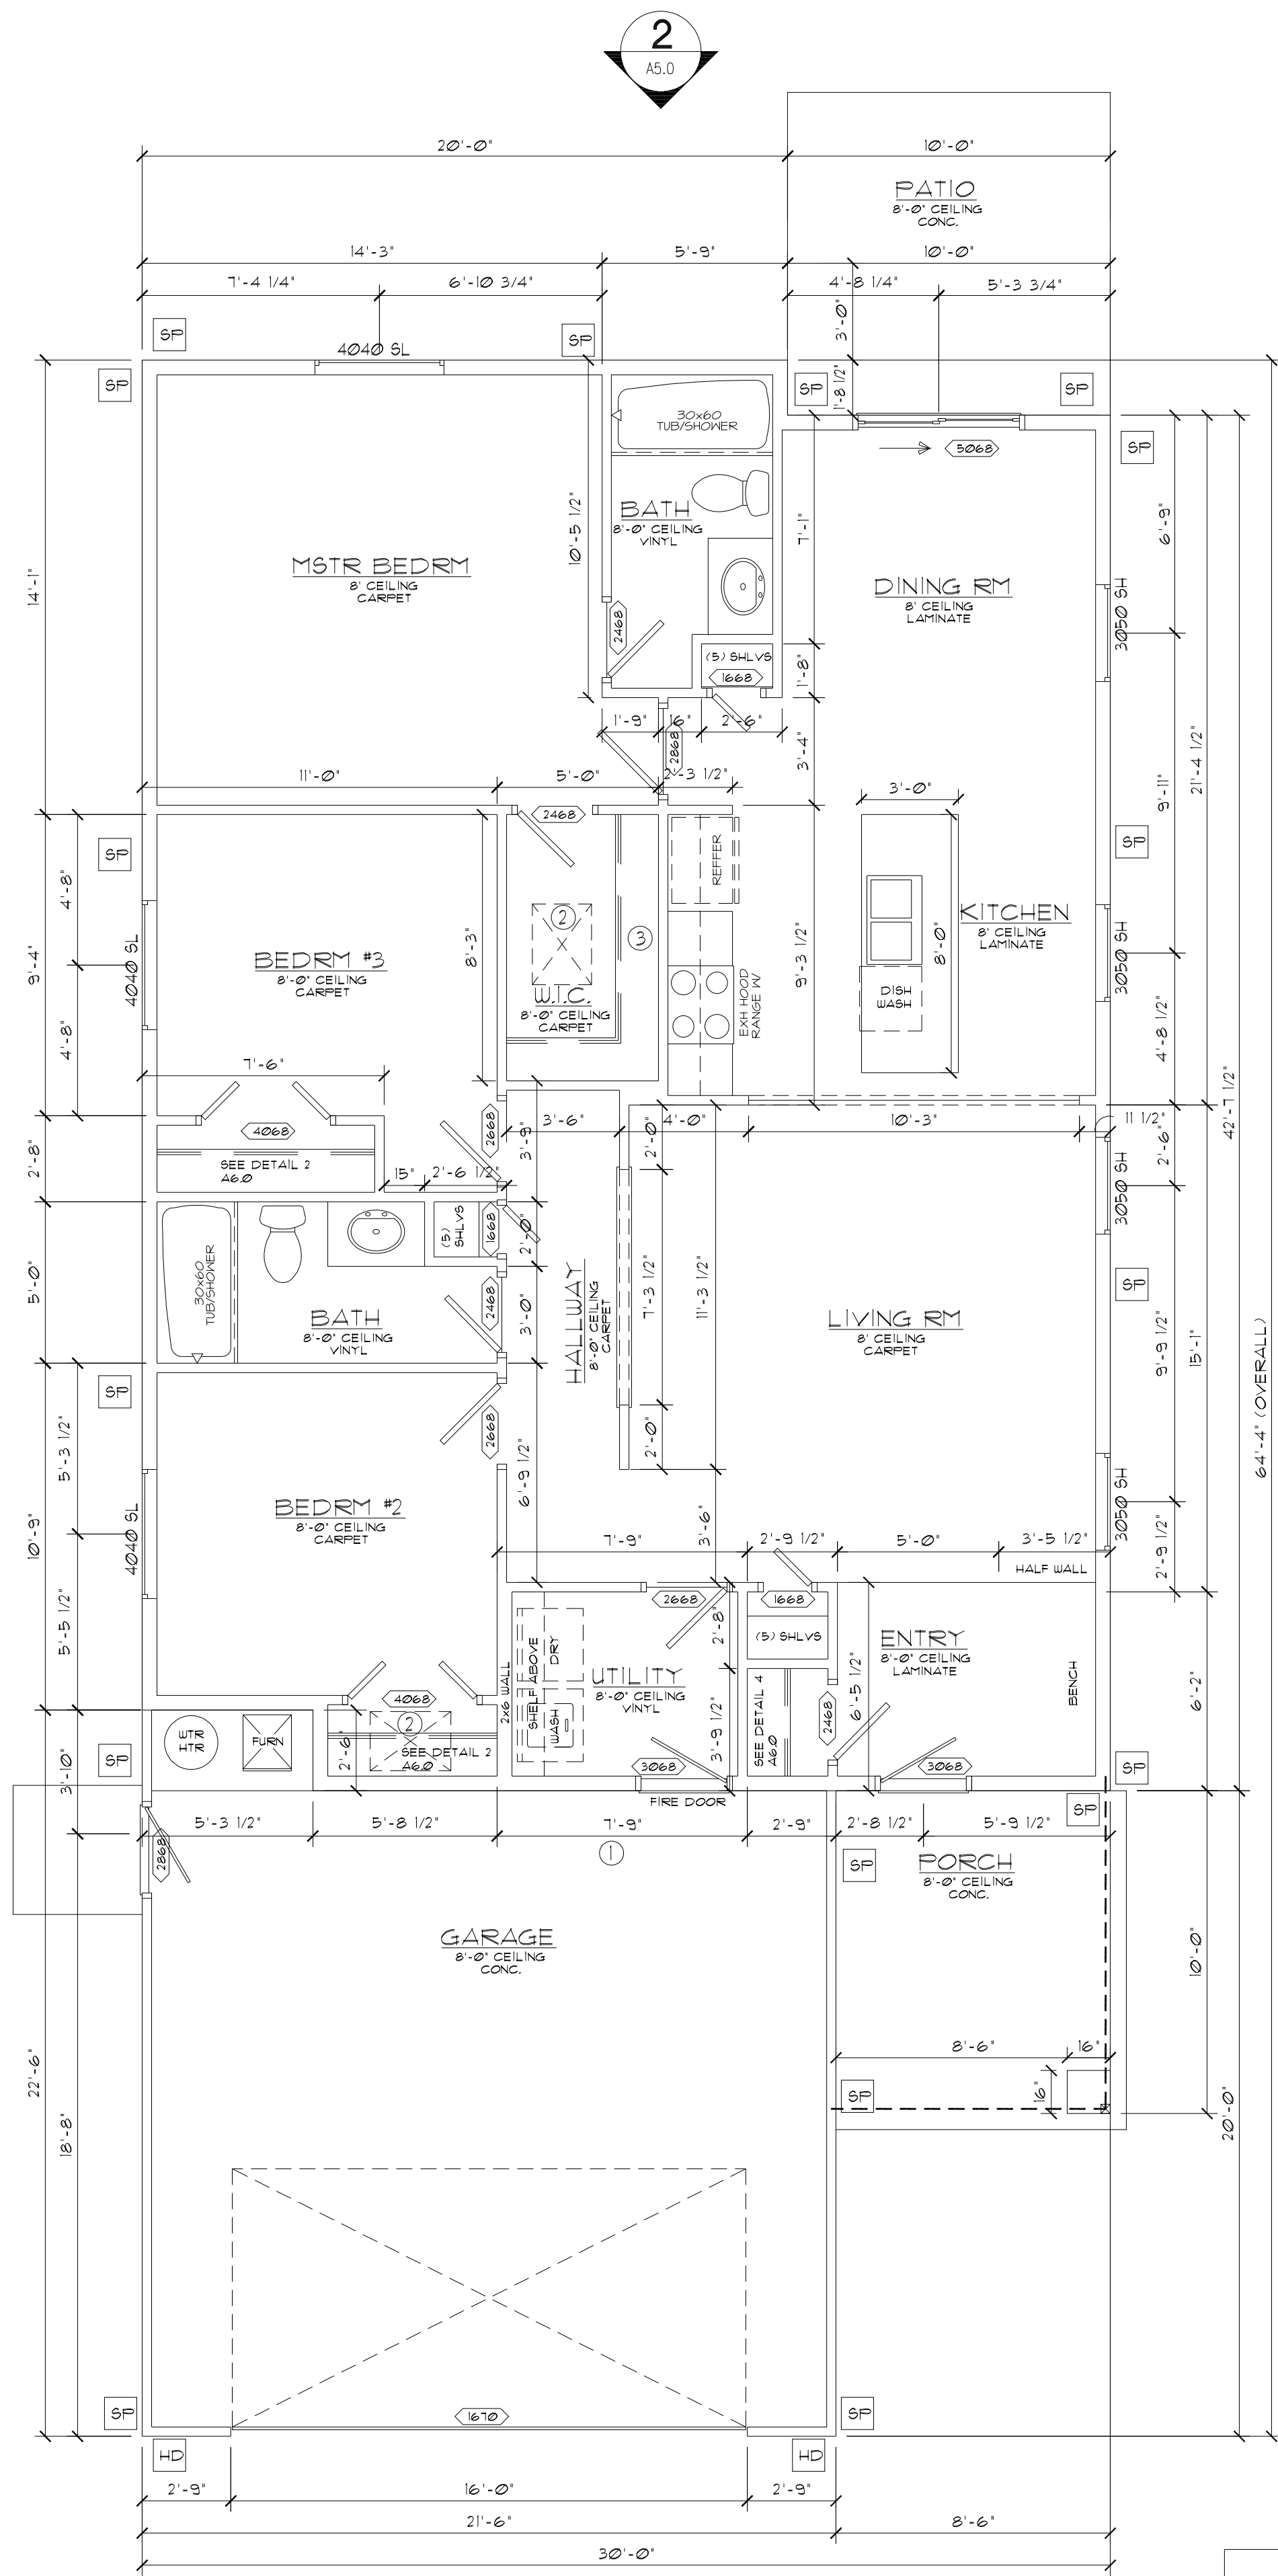 2
A5.0
20'-0"
10'-0"
PATIO
8'-0" CEILING
CONC.
14'-3"
5'-9"
10'-0"
7'-4 1/4"
6'-10 3/4"
4'-8 1/4"
5'-3 3/4"
3'-0"
SP
SP
4040 SL
SP
SP
SP
1'-8 1/2"
30x60
TUB/SHOWER
5068
SP
BATH
8'-0" CEILING
VINYL
10'-5 1/2"
7'-1"
6'-9"
MSTR BEDRM
8' CEILING
CARPET
14'-1"
DINING RM
8' CEILING
LAMINATE
3050 SH
2468
(5) SHLVS
1668
1'-8"
1'-9"
16"
2'-6"
2868
3'-4"
21'-4 1/2"
9'-11"
11'-0"
5'-0"
2'-3 1/2"
3'-0"
2468
SP
SP
REFFER
4'-8"
9'-4"
4'-8"
4040 SL
BEDRM #3
8'-0" CEILING
CARPET
8'-3"
2
3
W.I.C.
8'-0" CEILING
CARPET
EXH HOOD
RANGE W/
9'-3 1/2"
8'-0"
DISH
WASH
KITCHEN
8' CEILING
LAMINATE
3050 SH
4'-8 1/2"
42'-7 1/2"
7'-6"
4068
SEE DETAIL 2
A6.0
2'-8"
2668
3'-6"
3'-9"
2'-0"
4'-0"
10'-3"
11 1/2"
2'-6"
15"
2'-6 1/2"
3050 SH
(5)
SHLVS
1668
2'-0"
5'-0"
30x60
TUB/SHOWER
BATH
8'-0" CEILING
VINYL
2468
3'-0"
HALLWAY
8'-0" CEILING
CARPET
7'-3 1/2"
11'-3 1/2"
LIVING RM
8' CEILING
CARPET
SP
9'-9 1/2"
15'-1"
64'-4" (OVERALL)
SP
5'-3 1/2"
10'-9"
5'-5 1/2"
4040 SL
BEDRM #2
8'-0" CEILING
CARPET
2668
6'-9 1/2"
2'-0"
3'-6"
3050 SH
2'-9 1/2"
7'-9"
2'-9 1/2"
5'-0"
3'-5 1/2"
HALF WALL
2668
1668
2'-8"
(5) SHLVS
ENTRY
8'-0" CEILING
LAMINATE
BENCH
6'-2"
2x6 WALL
SHELF ABOVE
DRY
WASH
UTILITY
8'-0" CEILING
VINYL
3'-9 1/2"
SEE DETAIL 4
A6.0
2468
6'-5 1/2"
4068
2
SEE DETAIL 2
A6.0
2'-6"
WTR
HTR
FURN
SP
3'-10"
3068
FIRE DOOR
3068
SP
SP
2868
5'-3 1/2"
5'-8 1/2"
7'-9"
2'-9"
2'-8 1/2"
5'-9 1/2"
1
SP
PORCH
8'-0" CEILING
CONC.
GARAGE
8'-0" CEILING
CONC.
10'-0"
8'-6"
16"
16"
SP
20'-0"
22'-6"
18'-8"
1670
SP
SP
HD
HD
2'-9"
16'-0"
2'-9"
21'-6"
8'-6"
30'-0"